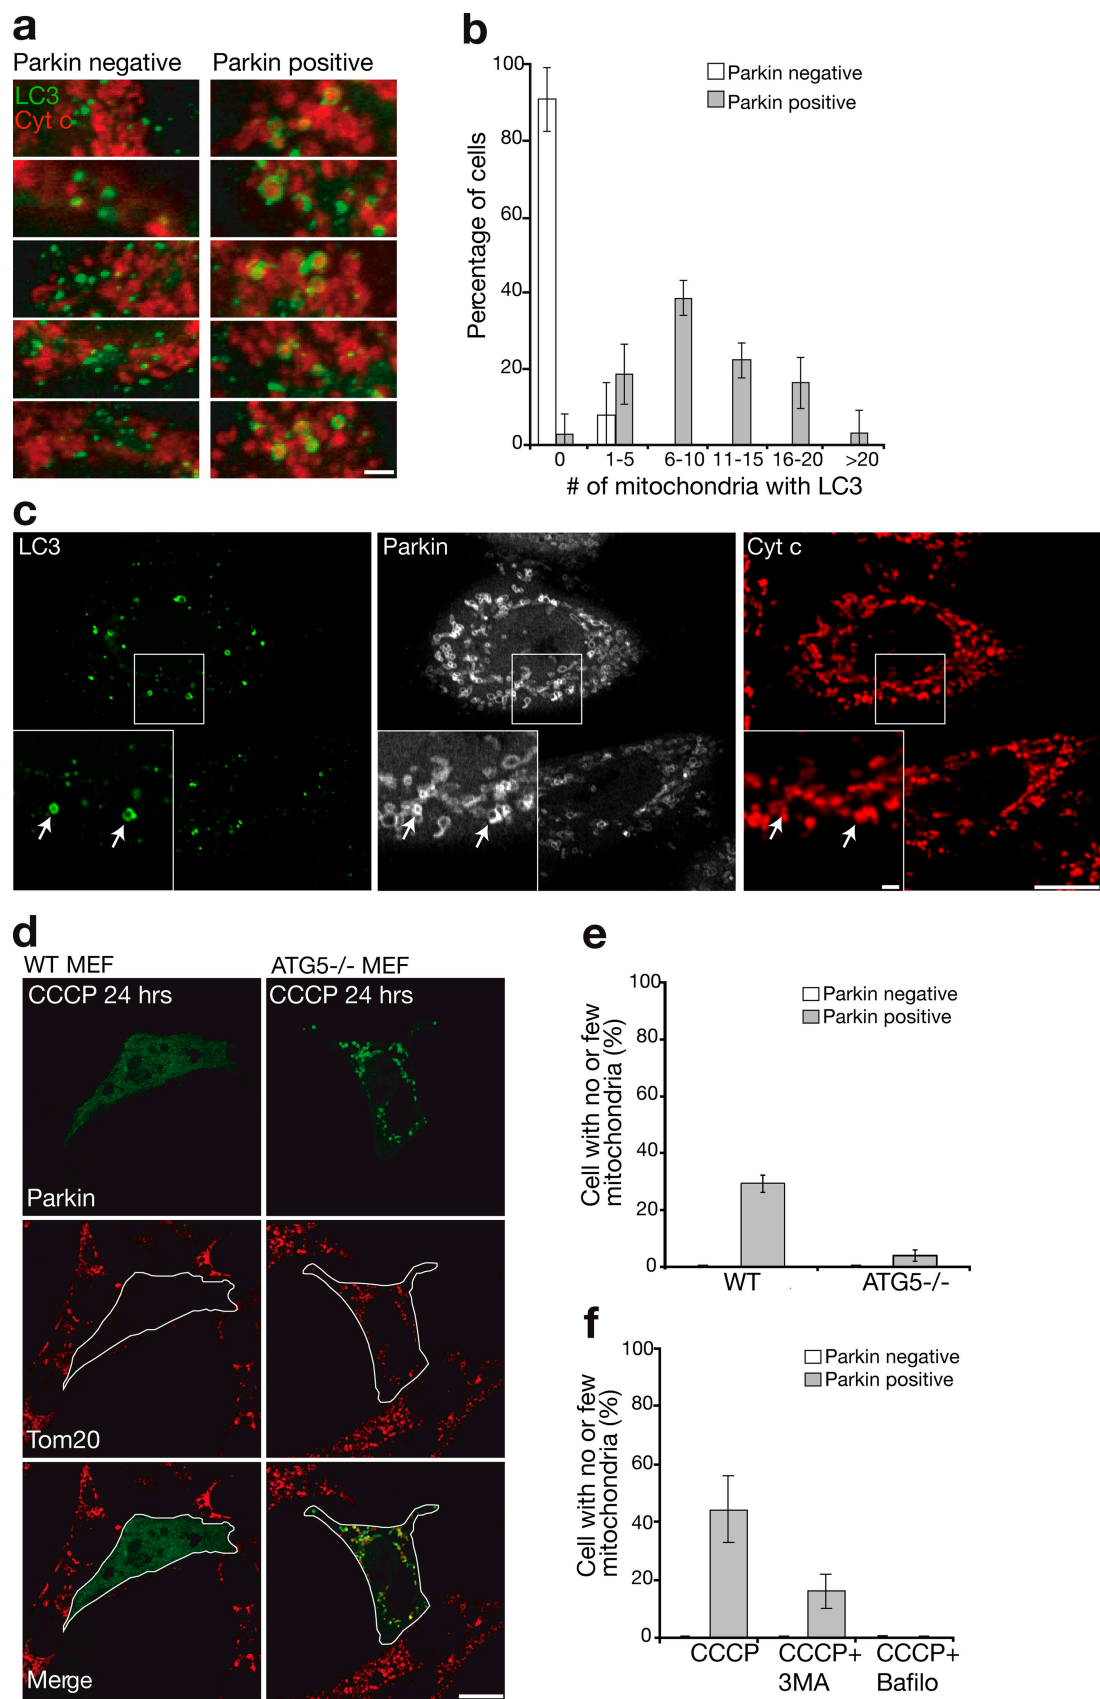 a
Parkin negative
Parkin positive
LC3
Cyt c
b
Parkin negative
Parkin positive
Percentage of cells
100
80
60
40
20
0
0 1-5 6-10 11-15 16-20 >20
# of mitochondria with LC3
c
LC3
Parkin
Cyt c
d
WT MEF
ATG5-/- MEF
CCCP 24 hrs
CCCP 24 hrs
Parkin
Tom20
Merge
e
Parkin negative
Parkin positive
Cell with no or few
mitochondria (%)
100
80
60
40
20
0
WT
ATG5-/-
f
Parkin negative
Parkin positive
Cell with no or few
mitochondria (%)
100
80
60
40
20
0
CCCP CCCP+ CCCP+
3MA Bafilo